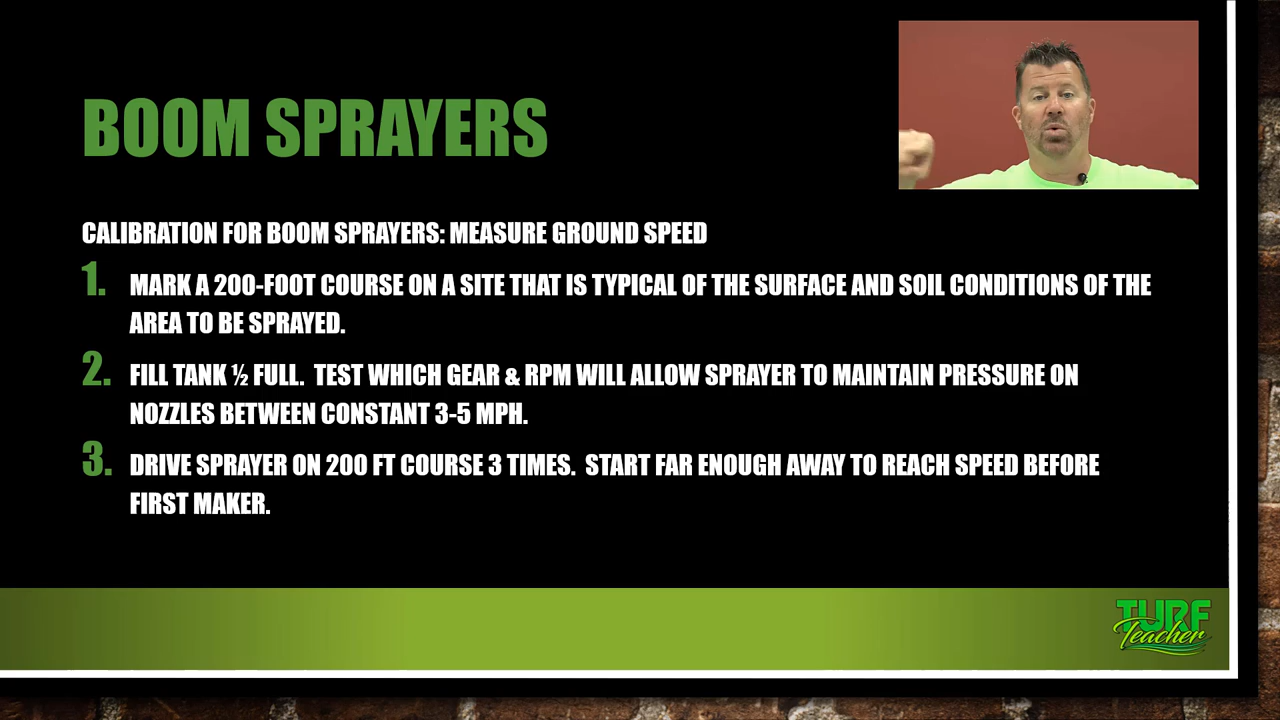 BOOM SPRAYERS
CALIBRATION FOR BOOM SPRAYERS: MEASURE GROUND SPEED
1. MARK A 200-FOOT COURSE ON A SITE THAT IS TYPICAL OF THE SURFACE AND SOIL CONDITIONS OF THE
AREA TO BE SPRAYED.
2. FILL TANK ½ FULL.  TEST WHICH GEAR & RPM WILL ALLOW SPRAYER TO MAINTAIN PRESSURE ON
NOZZLES BETWEEN CONSTANT 3-5 MPH.
3. DRIVE SPRAYER ON 200 FT COURSE 3 TIMES.  START FAR ENOUGH AWAY TO REACH SPEED BEFORE
FIRST MAKER.
TURF
Teacher